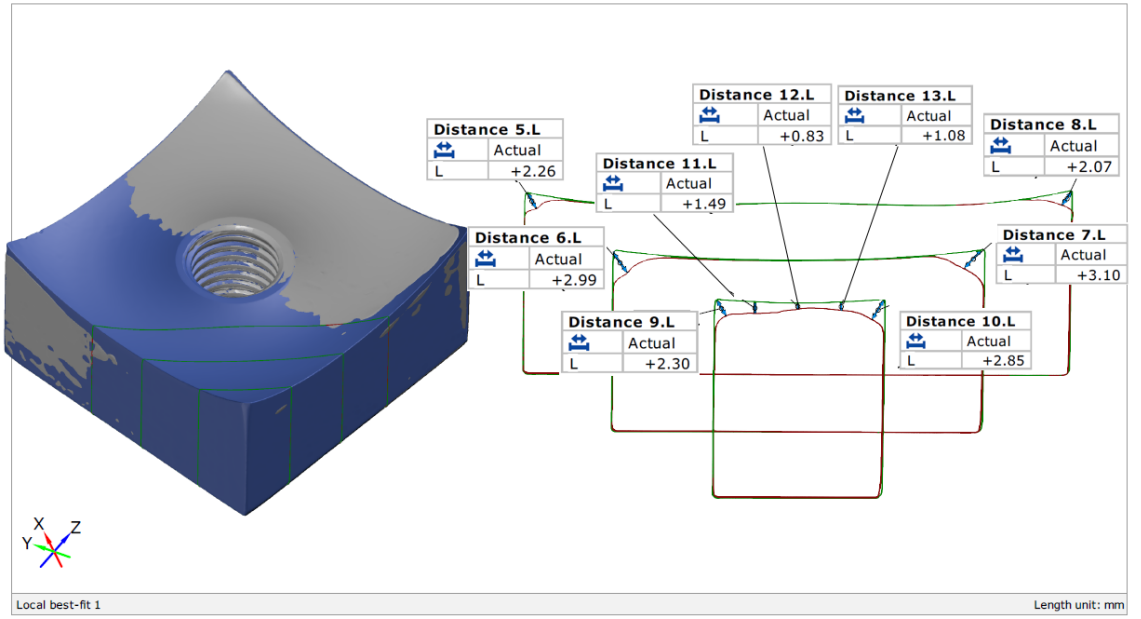 Distance 12.L
Actual
L +0.83
Distance 13.L
Actual
L +1.08
Distance 5.L
Actual
L +2.26
Distance 8.L
Actual
L +2.07
Distance 11.L
Actual
L +1.49
Distance 6.L
Actual
L +2.99
Distance 7.L
Actual
L +3.10
Distance 9.L
Actual
L +2.30
Distance 10.L
Actual
L +2.85
X
Y
Z
Local best-fit 1
Length unit: mm